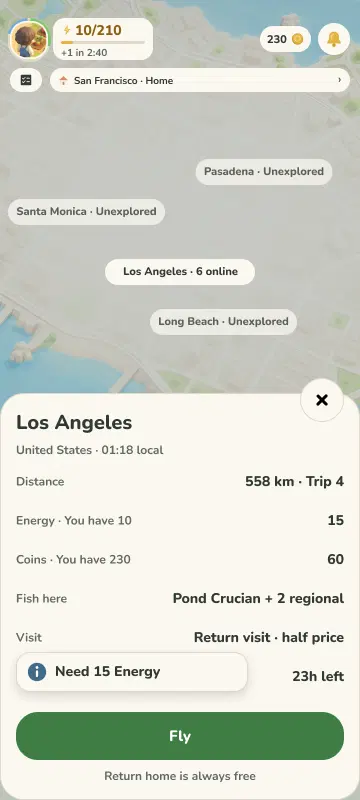 10/210
+1 in 2:40
230
San Francisco · Home
Pasadena · Unexplored
Santa Monica · Unexplored
Los Angeles · 6 online
Long Beach · Unexplored
Los Angeles
United States · 01:18 local
Distance 558 km · Trip 4
Energy · You have 10 15
Coins · You have 230 60
Fish here Pond Crucian + 2 regional
Visit Return visit · half price
Need 15 Energy 23h left
Fly
Return home is always free